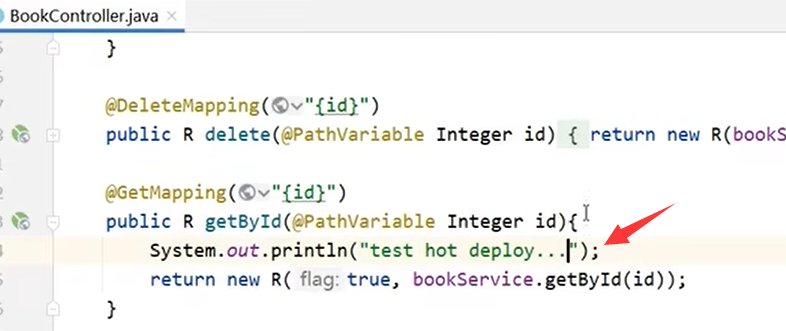 BookController.java
}
@DeleteMapping("{id}")
public R delete(@PathVariable Integer id) { return new R(bookS
@GetMapping("{id}")
public R getById(@PathVariable Integer id){
System.out.println("test hot deploy...");
return new R( flag: true, bookService.getById(id));
}